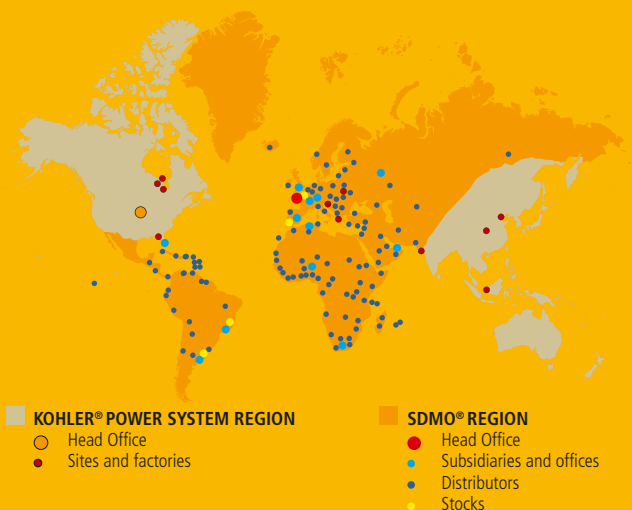 KOHLER® POWER SYSTEM REGION
Head Office
Sites and factories
SDMO® REGION
Head Office
Subsidiaries and offices
Distributors
Stocks